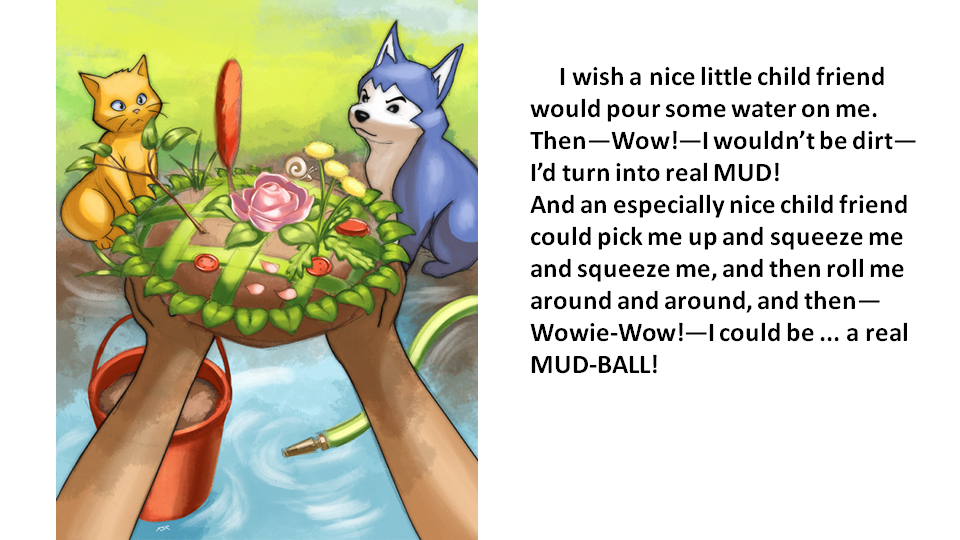 I wish a nice little child friend
would pour some water on me.
Then—Wow!—I wouldn’t be dirt—
I’d turn into real MUD!
And an especially nice child friend
could pick me up and squeeze me
and squeeze me, and then roll me
around and around, and then—
Wowie-Wow!—I could be ... a real
MUD-BALL!